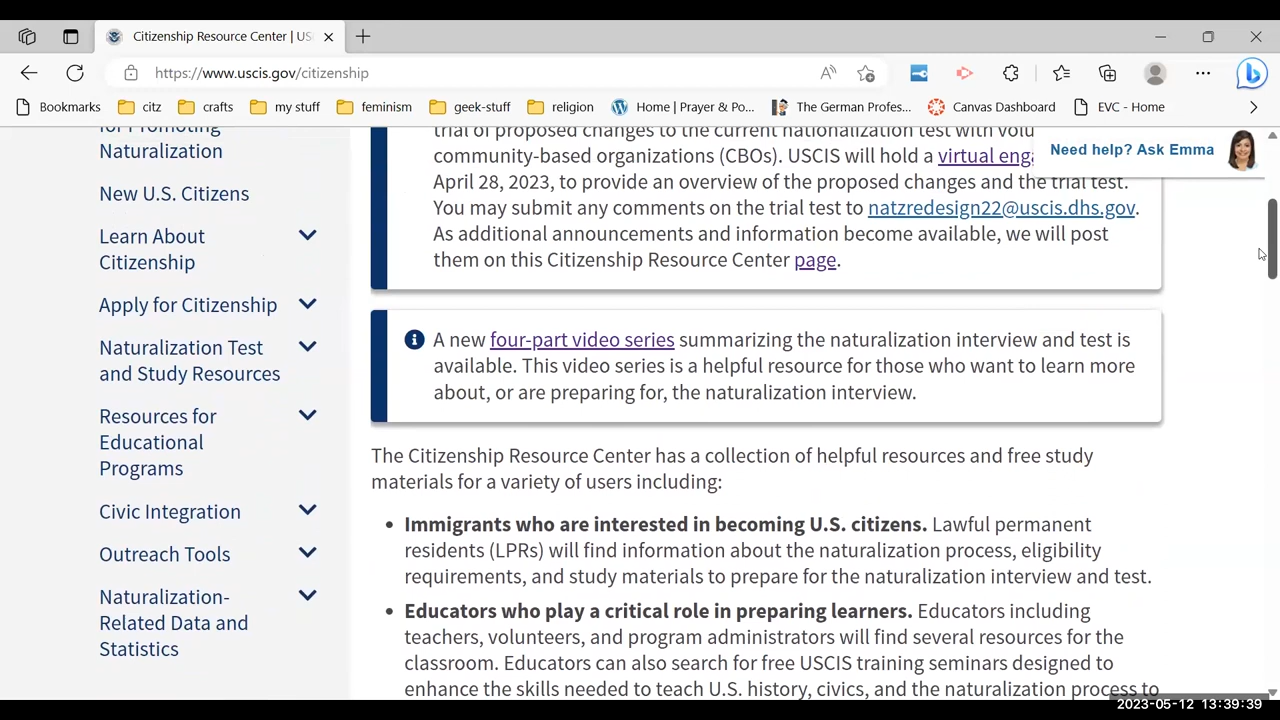 Citizenship Resource Center | US
https://www.uscis.gov/citizenship
Bookmarks citz crafts my stuff feminism geek-stuff religion Home | Prayer & Po... The German Profes... Canvas Dashboard EVC - Home
for Promoting
Naturalization
New U.S. Citizens
Learn About
Citizenship
Apply for Citizenship
Naturalization Test
and Study Resources
Resources for
Educational
Programs
Civic Integration
Outreach Tools
Naturalization-
Related Data and
Statistics
trial of proposed changes to the current nationalization test with volu
community-based organizations (CBOs). USCIS will hold a virtual eng
April 28, 2023, to provide an overview of the proposed changes and the trial test.
You may submit any comments on the trial test to natzredesign22@uscis.dhs.gov.
As additional announcements and information become available, we will post
them on this Citizenship Resource Center page.
Need help? Ask Emma
A new four-part video series summarizing the naturalization interview and test is
available. This video series is a helpful resource for those who want to learn more
about, or are preparing for, the naturalization interview.
The Citizenship Resource Center has a collection of helpful resources and free study
materials for a variety of users including:
• Immigrants who are interested in becoming U.S. citizens. Lawful permanent
residents (LPRs) will find information about the naturalization process, eligibility
requirements, and study materials to prepare for the naturalization interview and test.
• Educators who play a critical role in preparing learners. Educators including
teachers, volunteers, and program administrators will find several resources for the
classroom. Educators can also search for free USCIS training seminars designed to
enhance the skills needed to teach U.S. history, civics, and the naturalization process to
2023-05-12 13:39:39